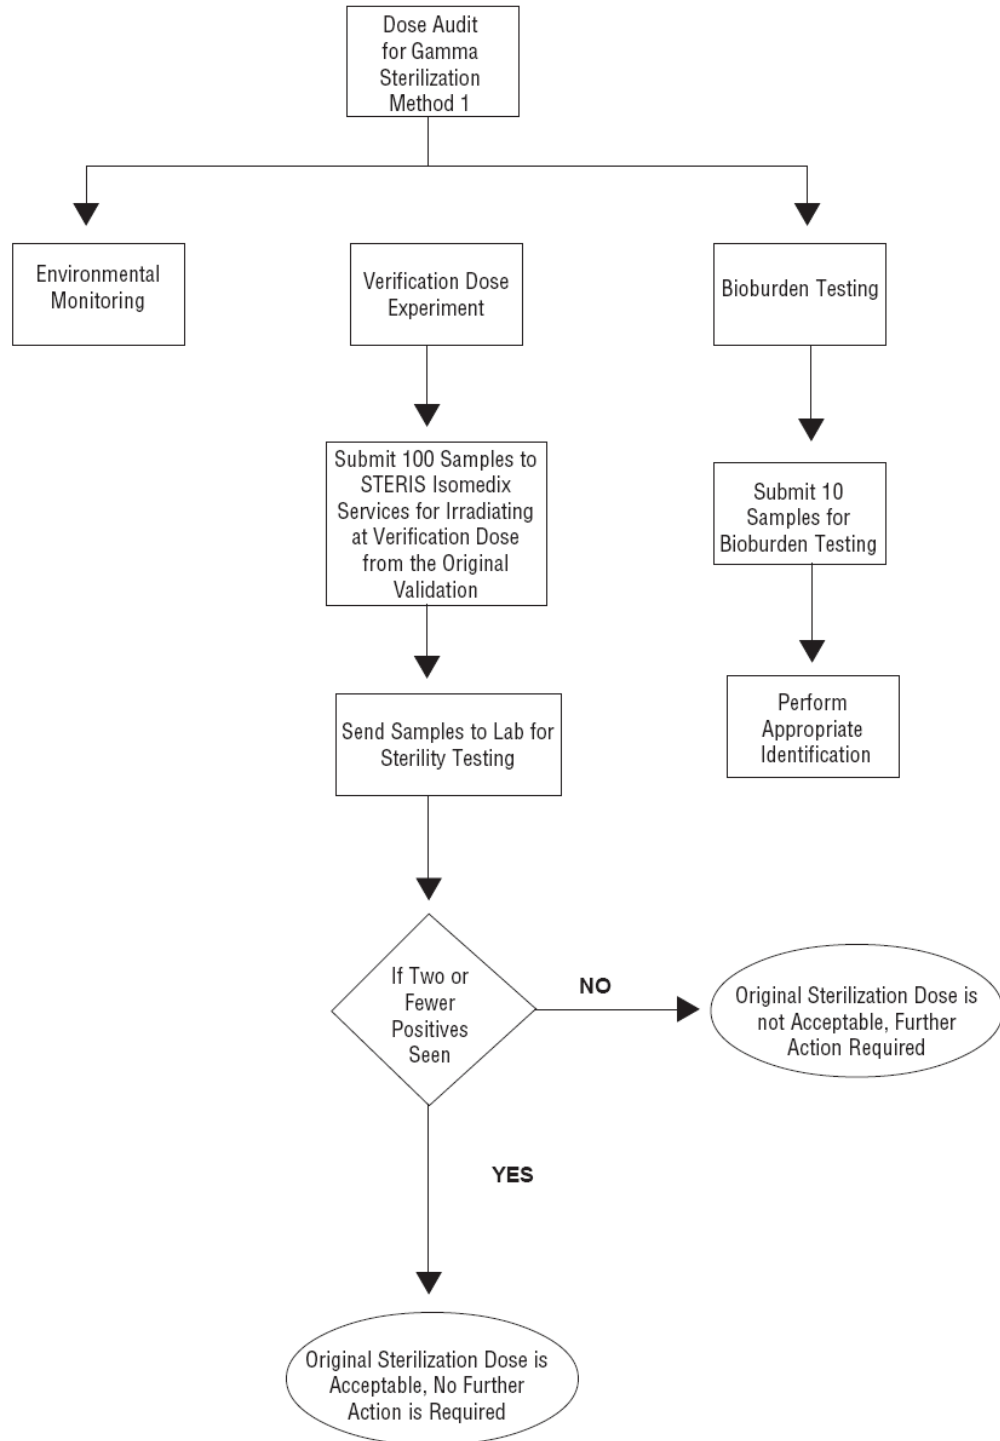 Dose Audit
for Gamma
Sterilization
Method 1
Environmental
Monitoring
Verification Dose
Experiment
Bioburden Testing
Submit 100 Samples to
STERIS Isomedix
Services for Irradiating
at Verification Dose
from the Original
Validation
Submit 10
Samples for
Bioburden Testing
Send Samples to Lab for
Sterility Testing
Perform
Appropriate
Identification
If Two or
Fewer
Positives
Seen
NO
Original Sterilization Dose is
not Acceptable, Further
Action Required
YES
Original Sterilization Dose is
Acceptable, No Further
Action is Required